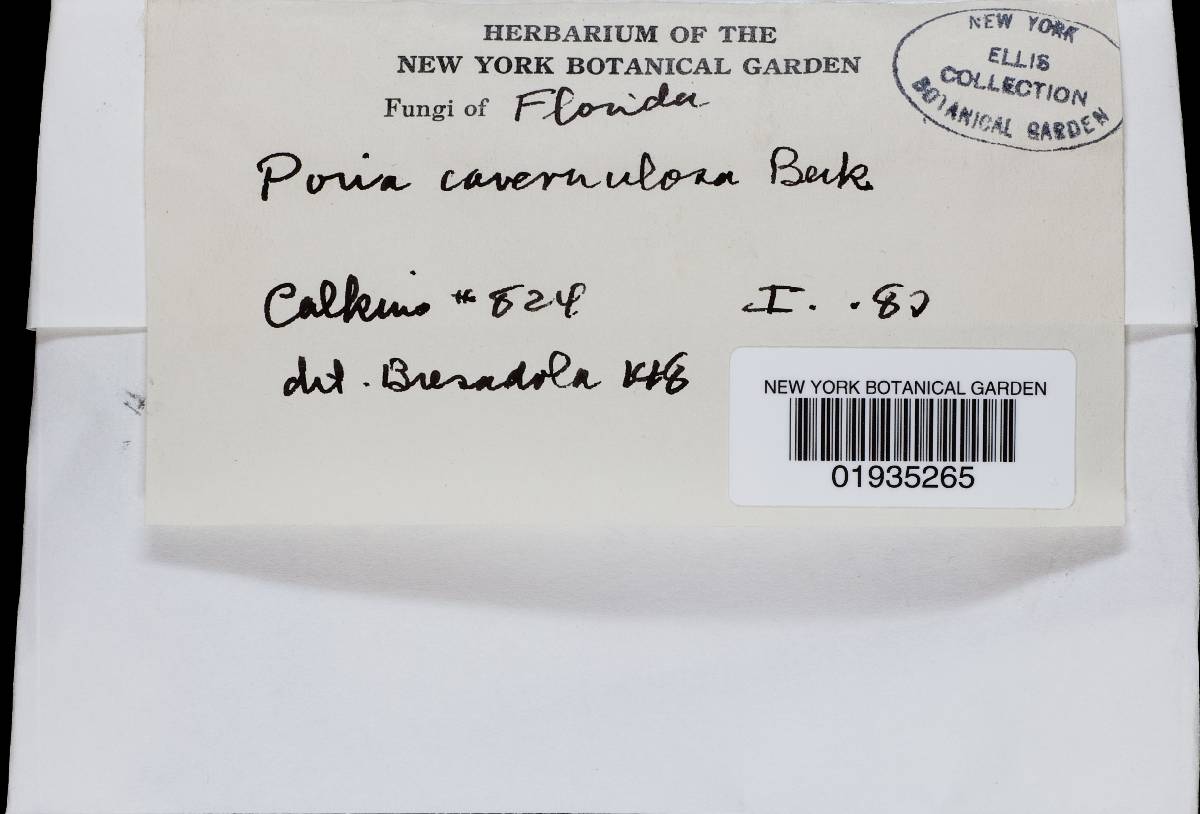 HERBARIUM OF THE
NEW YORK BOTANICAL GARDEN
Fungi of Florida
NEW YORK
ELLIS
COLLECTION
BOTANICAL GARDEN
Poria cavernulosa Berk.
Calkins # 824 I. .87
det. Bresadola
NEW YORK BOTANICAL GARDEN
01935265